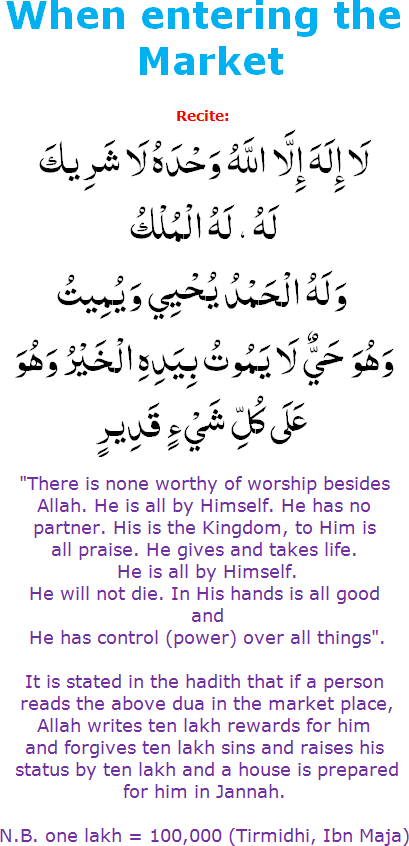 When entering the
Market
Recite:
لَا إِلَهَ إِلَّا اللَّهُ وَحْدَهُ لَا شَرِيكَ
لَهُ ، لَهُ الْمُلْكُ
وَلَهُ الْحَمْدُ يُحْيِي وَيُمِيتُ
وَهُوَ حَيٌّ لَا يَمُوتُ بِيَدِهِ الْخَيْرُ وَهُوَ
عَلَى كُلِّ شَيْءٍ قَدِيرٍ
"There is none worthy of worship besides
Allah. He is all by Himself. He has no
partner. His is the Kingdom, to Him is
all praise. He gives and takes life.
He is all by Himself.
He will not die. In His hands is all good
and
He has control (power) over all things".
It is stated in the hadith that if a person
reads the above dua in the market place,
Allah writes ten lakh rewards for him
and forgives ten lakh sins and raises his
status by ten lakh and a house is prepared
for him in Jannah.
N.B. one lakh = 100,000 (Tirmidhi, Ibn Maja)